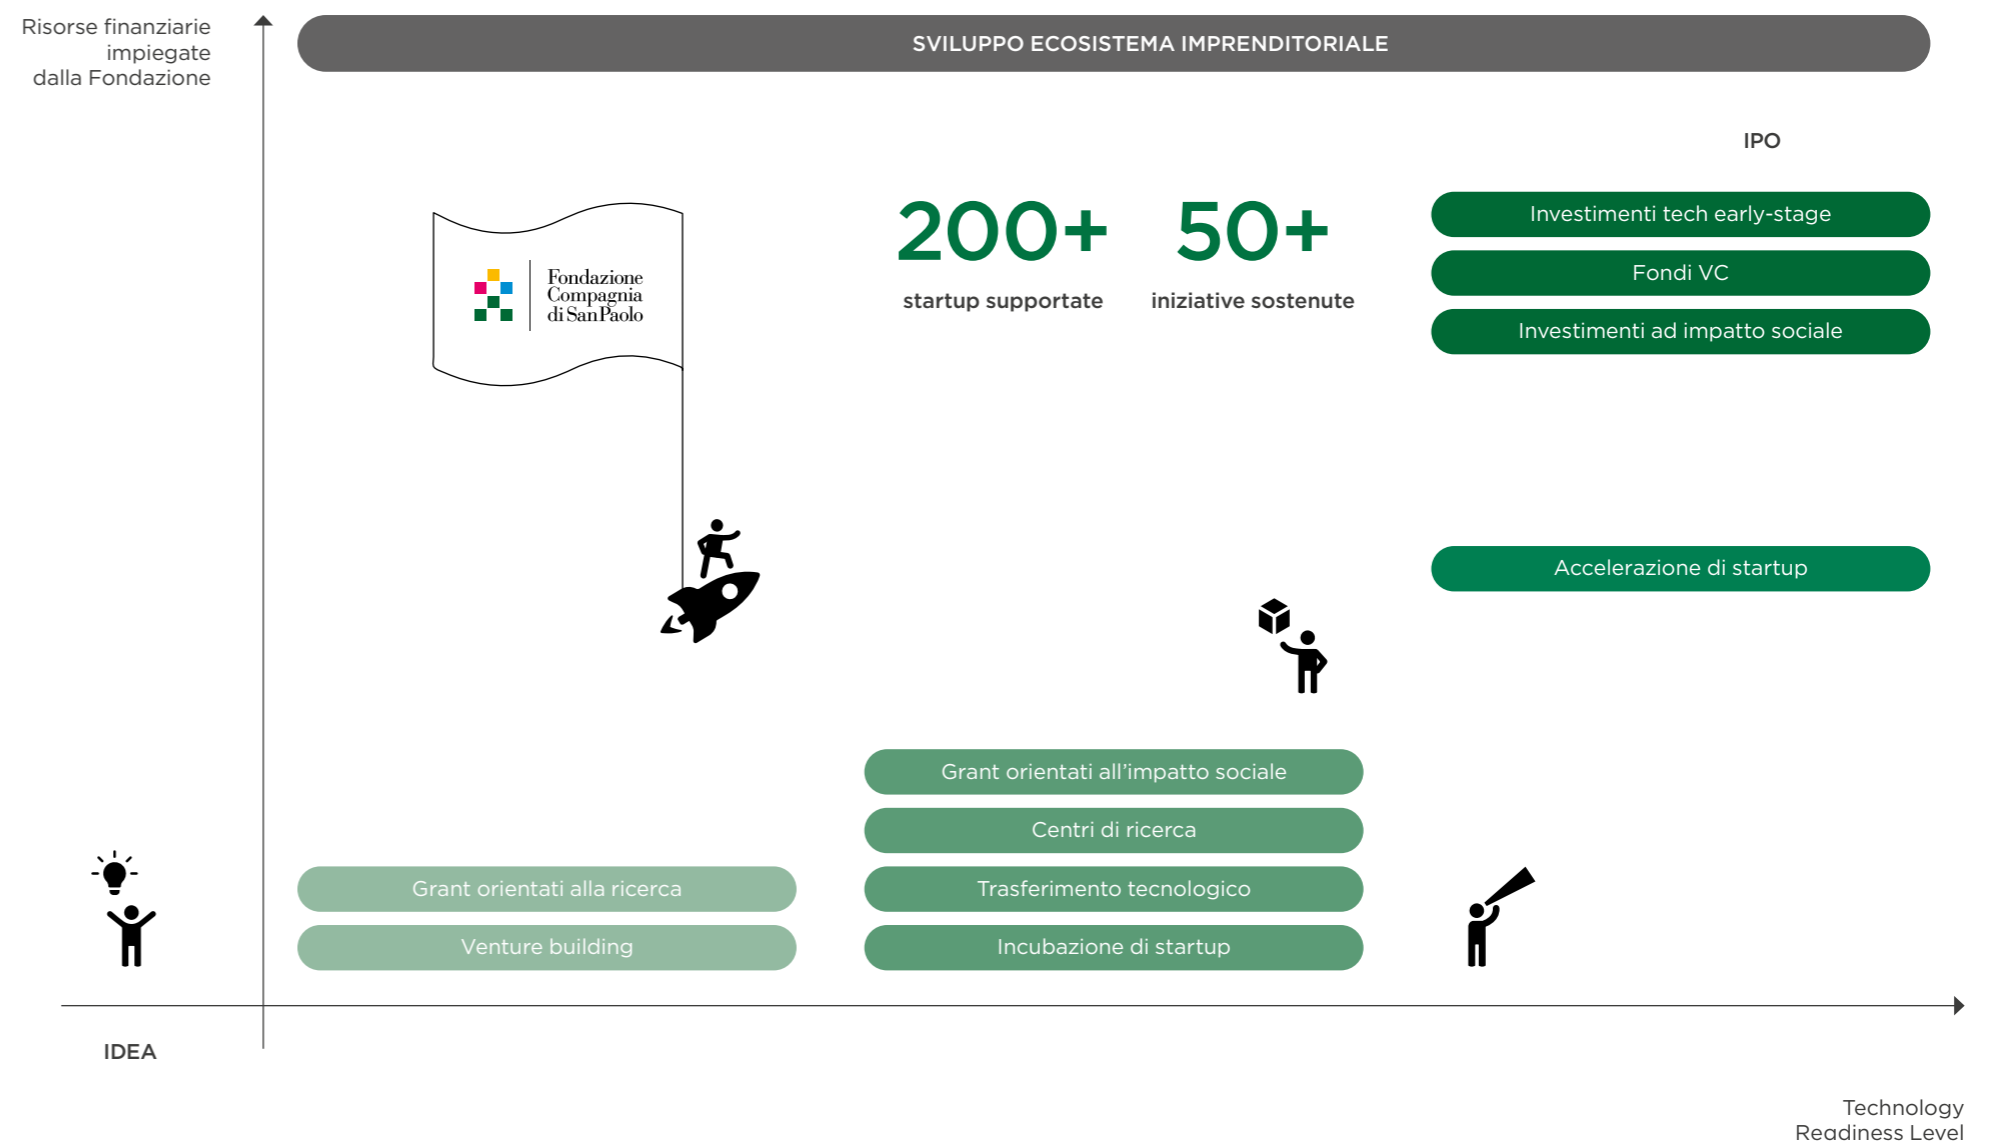 Risorse finanziarie
impiegate
dalla Fondazione
SVILUPPO ECOSISTEMA IMPRENDITORIALE
IPO
Fondazione
Compagnia
di San Paolo
200+
startup supportate
50+
iniziative sostenute
Investimenti tech early-stage
Fondi VC
Investimenti ad impatto sociale
Accelerazione di startup
Grant orientati all’impatto sociale
Centri di ricerca
Trasferimento tecnologico
Incubazione di startup
Grant orientati alla ricerca
Venture building
IDEA
Technology
Readiness Level